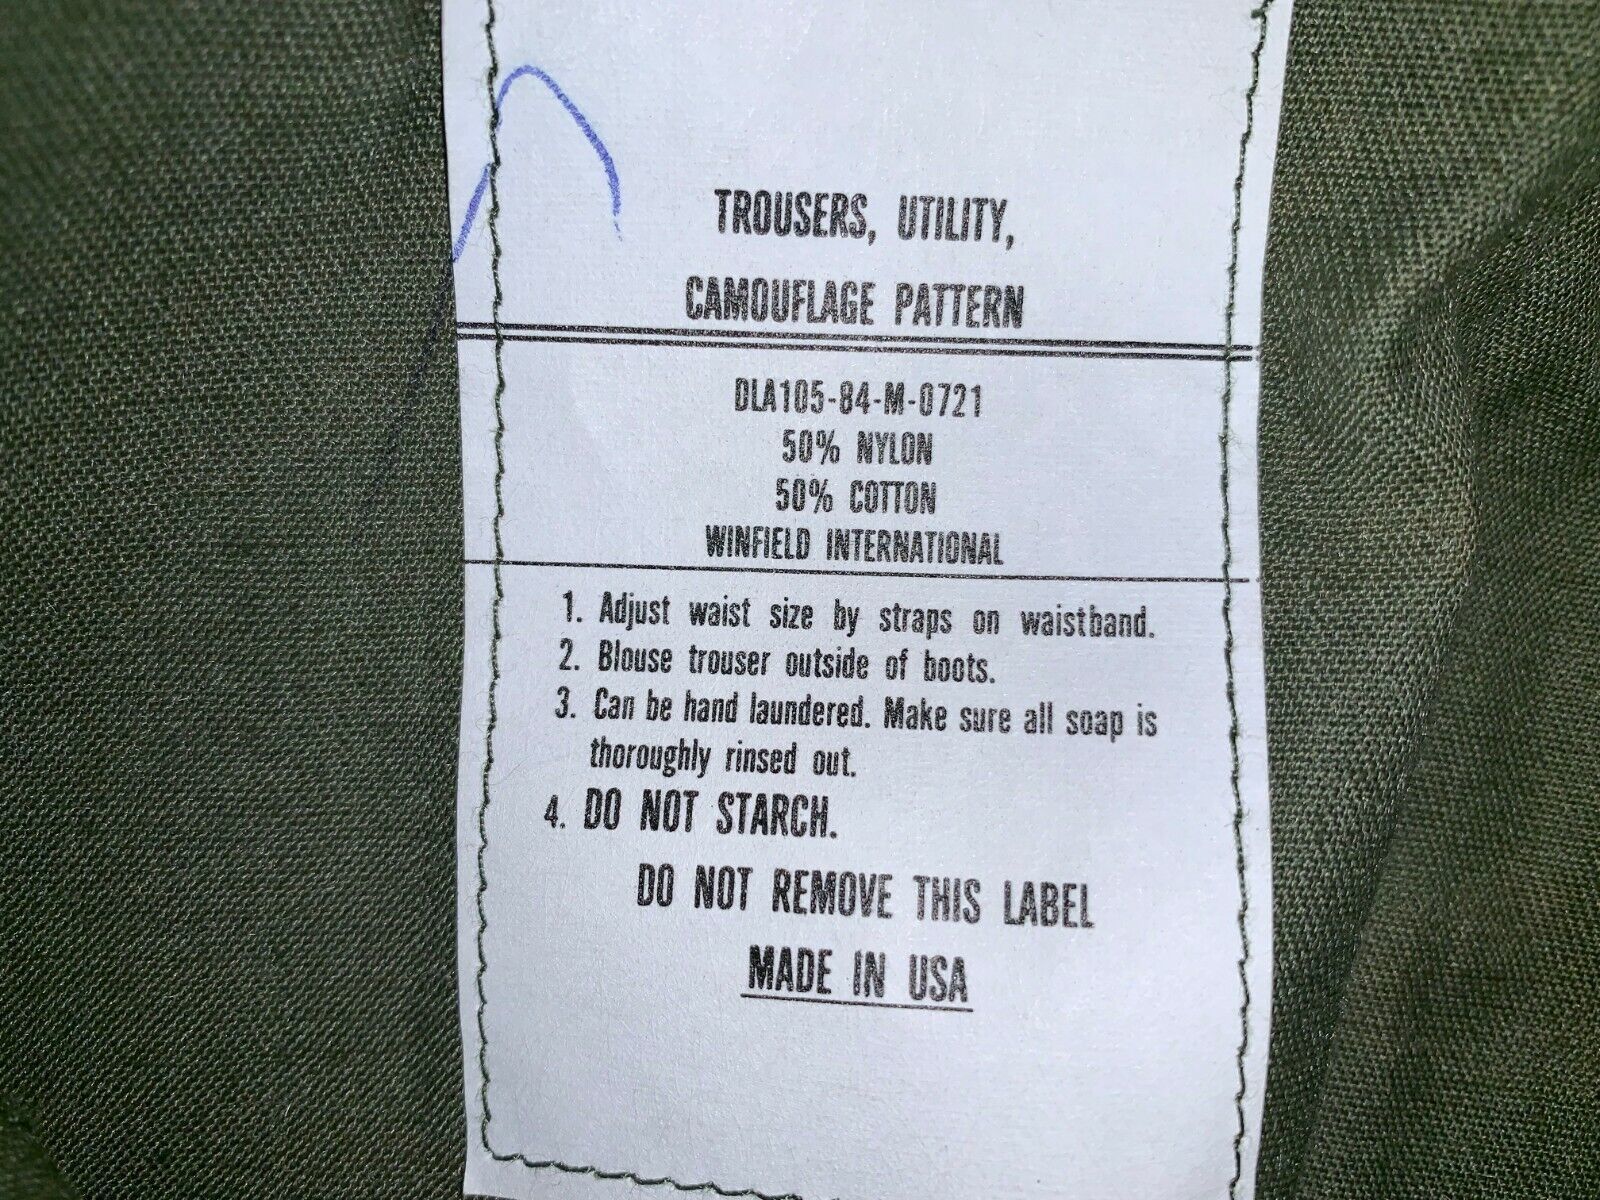 TROUSERS, UTILITY,
CAMOUFLAGE PATTERN
DLA105-84-M-0721
50% NYLON
50% COTTON
WINFIELD INTERNATIONAL
1. Adjust waist size by straps on waistband.
2. Blouse trouser outside of boots.
3. Can be hand laundered. Make sure all soap is
thoroughly rinsed out.
4. DO NOT STARCH.
DO NOT REMOVE THIS LABEL
MADE IN USA